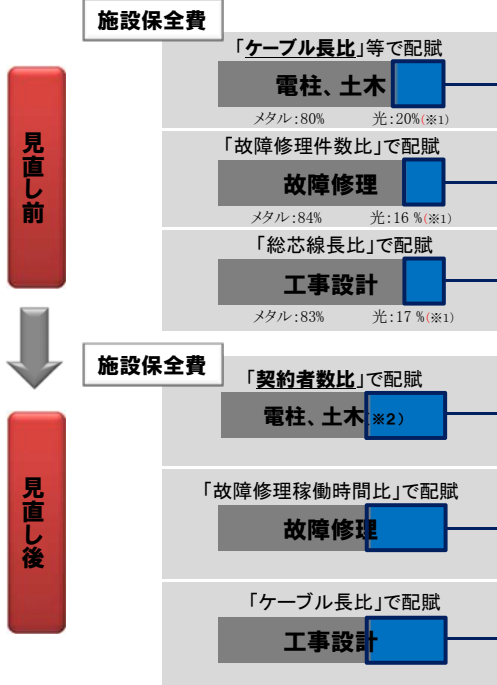 施設保全費
見直し前
「ケーブル長比」等で配賦
電柱、土木
メタル:80% 光:20%(※1)
「故障修理件数比」で配賦
故障修理
メタル:84% 光:16 %(※1)
「総芯線長比」で配賦
工事設計
メタル:83% 光:17 %(※1)
施設保全費
見直し後
「契約者数比」で配賦
電柱、土木(※2)
「故障修理稼働時間比」で配賦
故障修理
「ケーブル長比」で配賦
工事設計